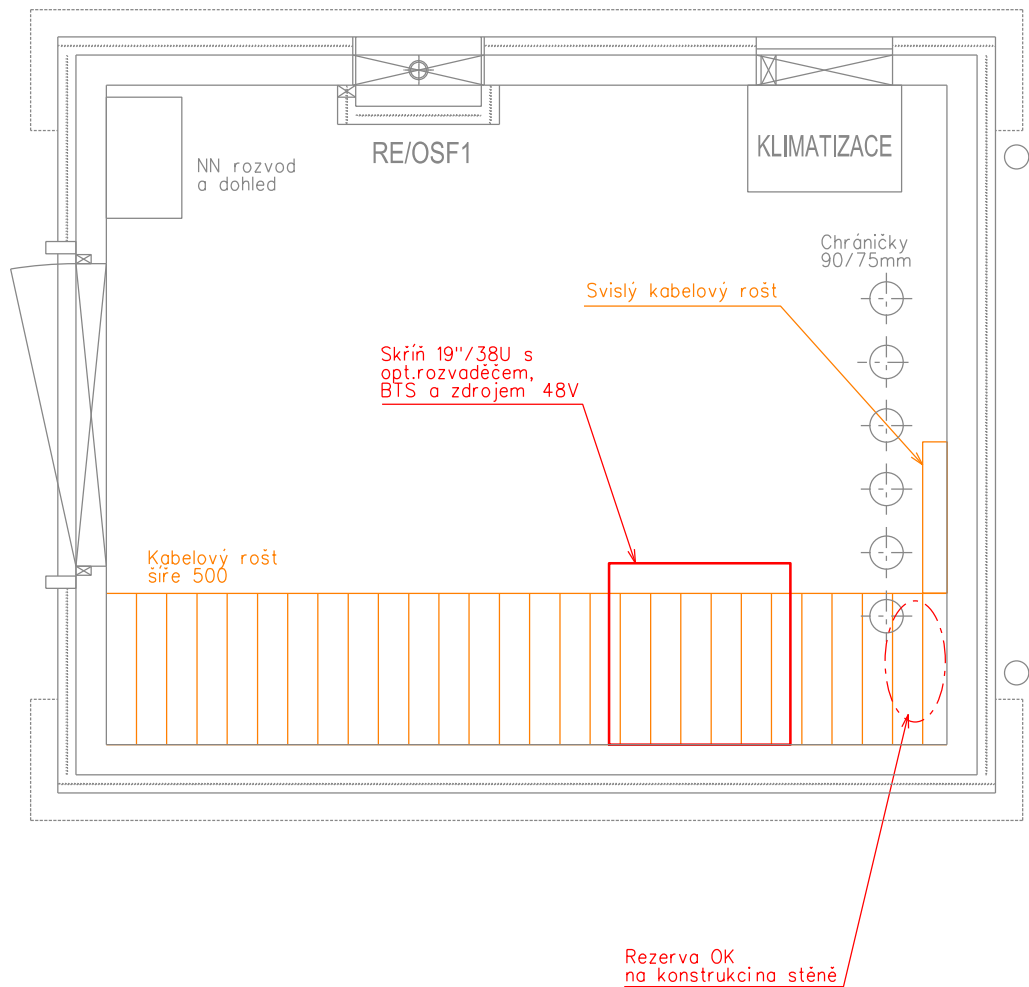 RE/OSF1
KLIMATIZACE
NN rozvod
a dohled
Chráničky
90/75mm
Svislý kabelový rošt
Skříň 19"/38U s
opt.rozvaděčem,
BTS a zdrojem 48V
Kabelový rošt
šíře 500
Rezerva OK
na konstrukcina stěně